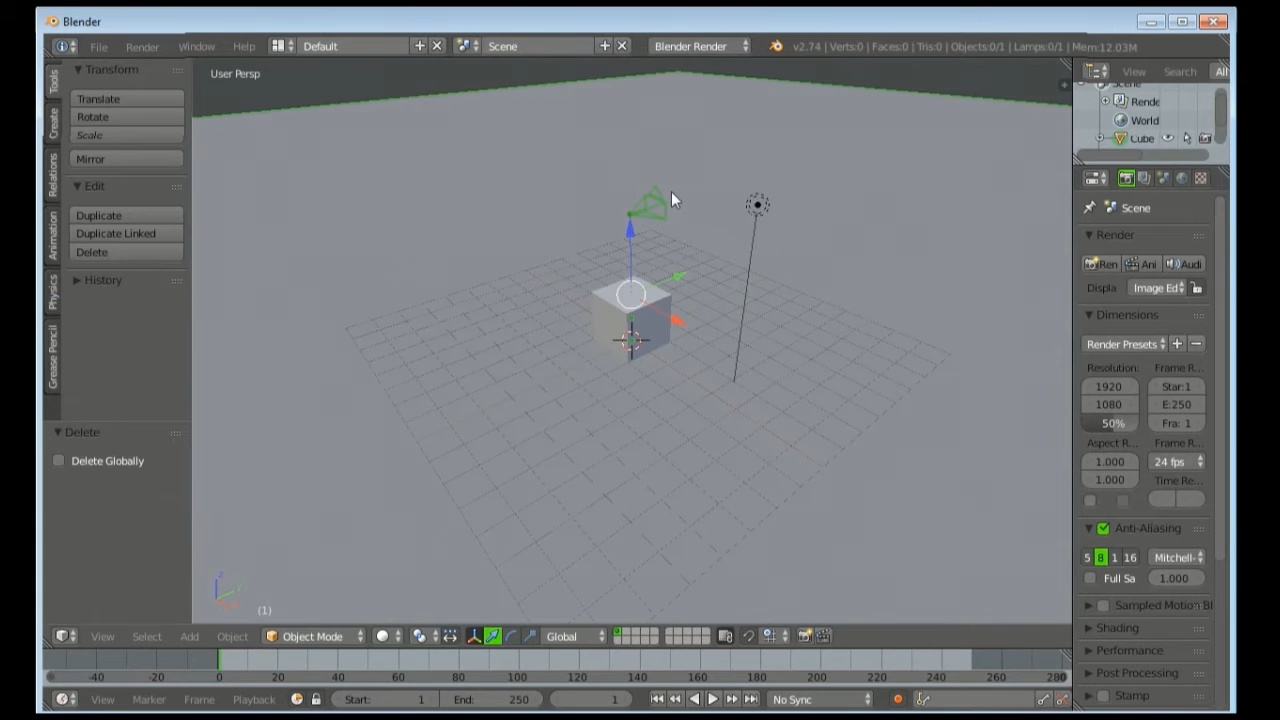 Blender
File Render Window Help Default Scene Blender Render v2.74 | Verts:0 | Faces:0 | Tris:0 | Objects:0/1 | Lamps:0/1 | Mem:12.03M
Tools
Create
Relations
Animation
Physics
Grease Pencil
Transform
Translate
Rotate
Scale
Mirror
Edit
Duplicate
Duplicate Linked
Delete
History
Delete
Delete Globally
User Persp
(1)
View Select Add Object Object Mode Global
-40 -20 0 20 40 60 80 100 120 140 160 180 200 220 240 260 280
View Marker Frame Playback Start: 1 End: 250 1 No Sync
View Search All
Scene
Rende
World
Cube
Scene
Render
Ren Ani Audi
Displa Image Ed
Dimensions
Render Presets
Resolution: Frame R...
1920 Star:1
1080 E:250
50% Fra: 1
Aspect R... Frame R...
1.000 24 fps
1.000 Time Re...
Anti-Aliasing
5 8 1 16 Mitchell-
Full Sa 1.000
Sampled Motion Bl
Shading
Performance
Post Processing
Stamp